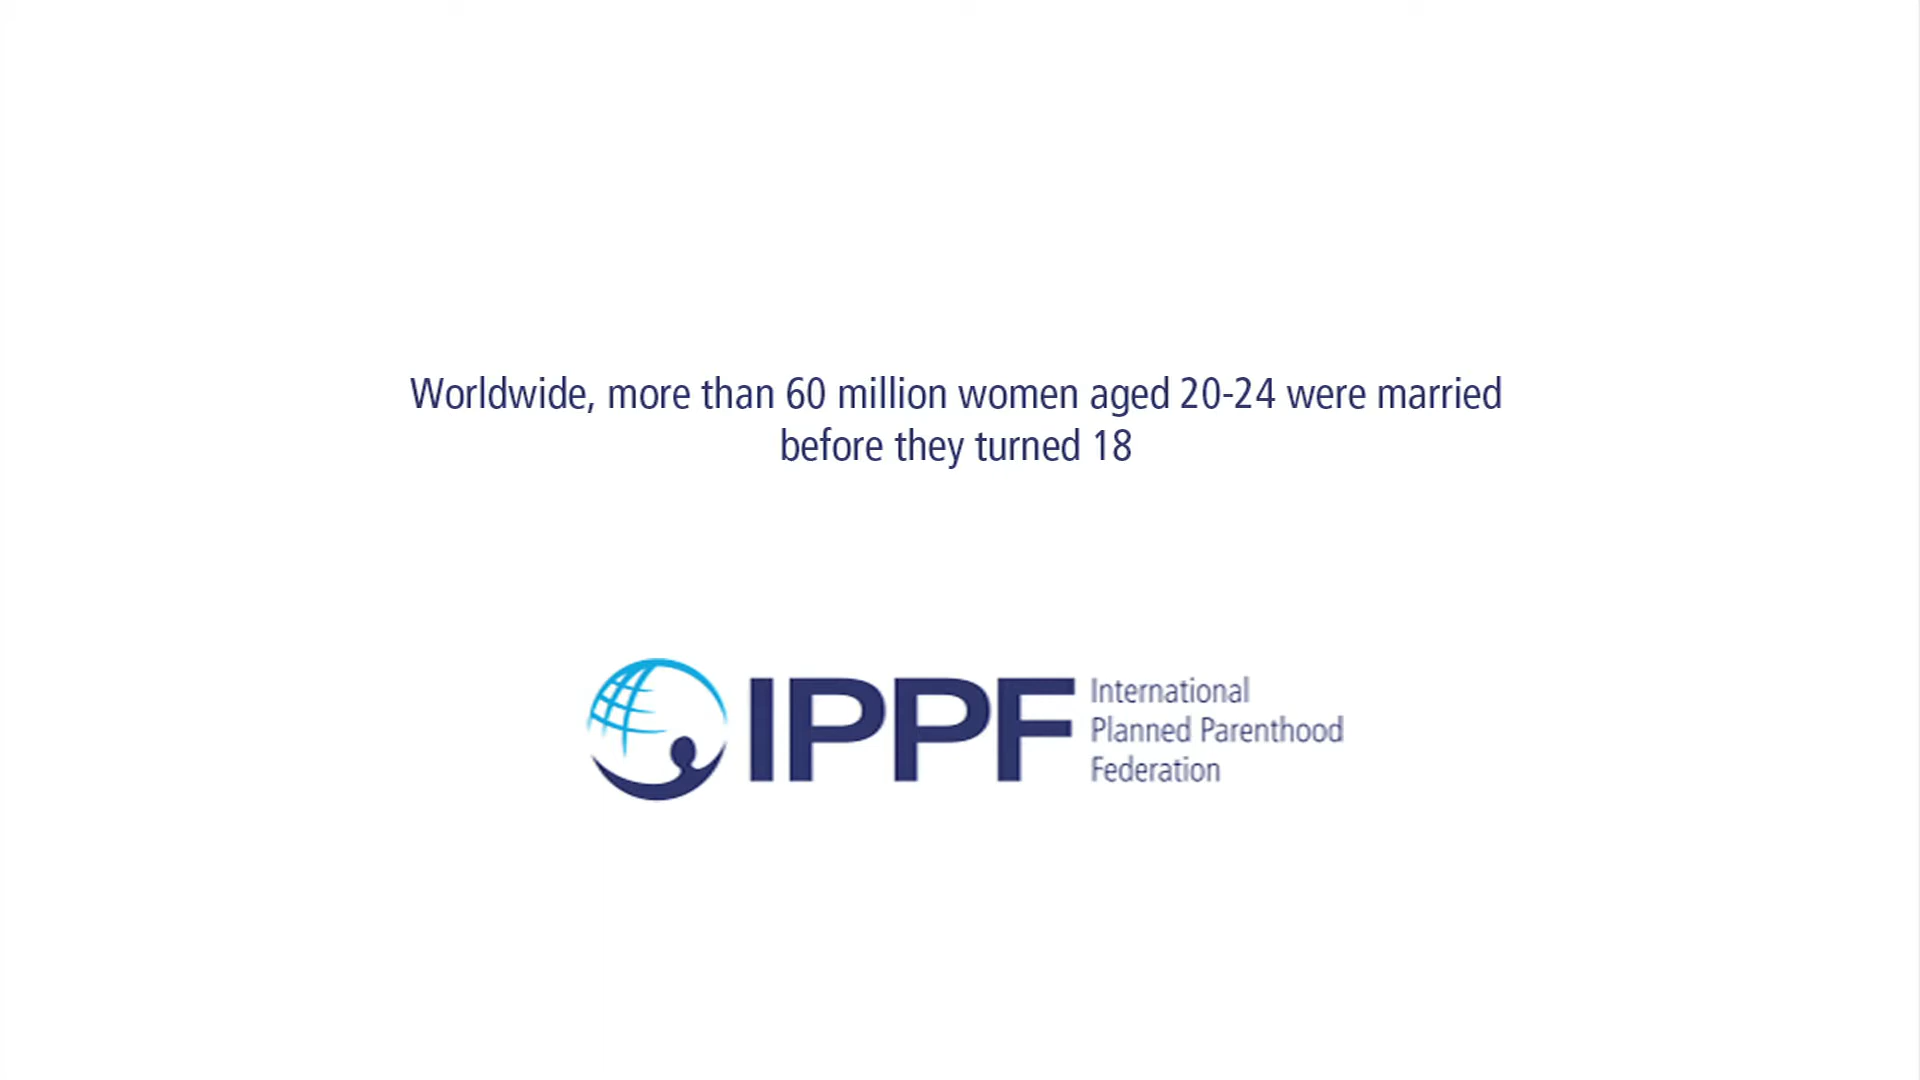 Worldwide, more than 60 million women aged 20-24 were married
before they turned 18
IPPF
International
Planned Parenthood
Federation